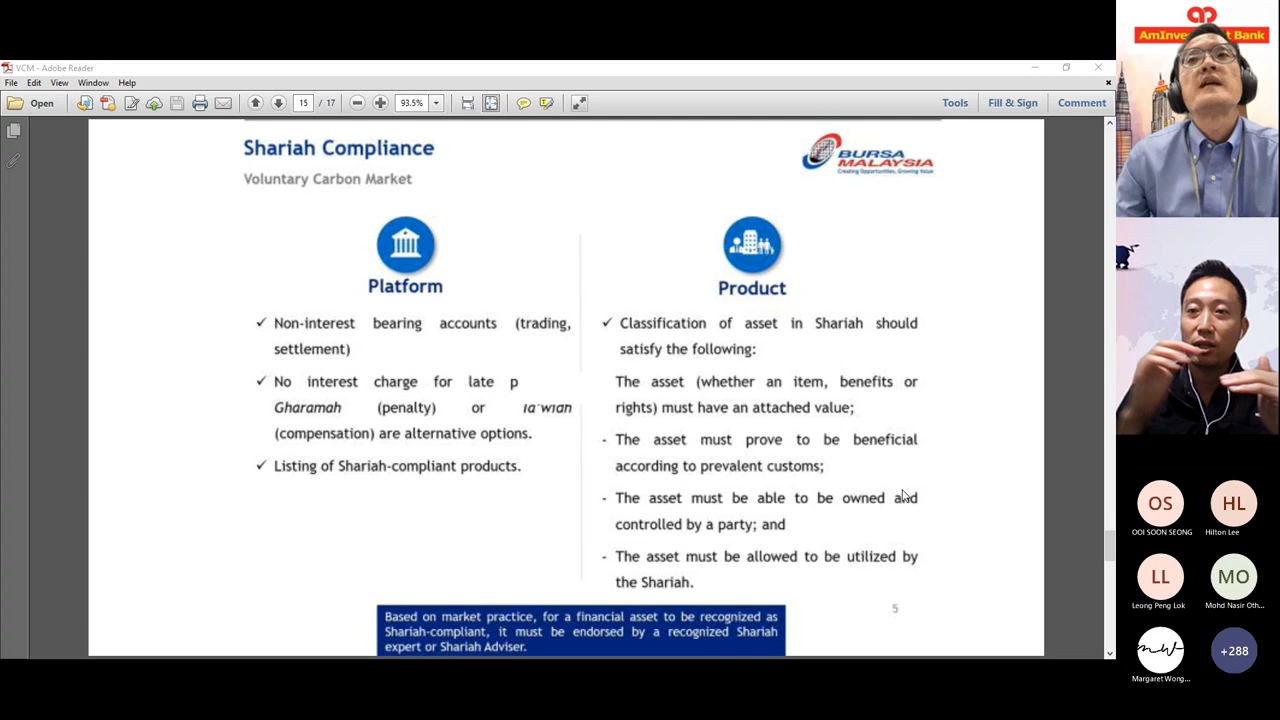 VCM - Adobe Reader
File Edit View Window Help
Open
15 / 17
93.5%
Tools Fill & Sign Comment
Shariah Compliance
Voluntary Carbon Market
BURSA
MALAYSIA
Creating Opportunities, Growing Value
Platform
✓ Non-interest bearing accounts (trading,
settlement)
✓ No interest charge for late p
Gharamah (penalty) or Ta'widh
(compensation) are alternative options.
✓ Listing of Shariah-compliant products.
Product
✓ Classification of asset in Shariah should
satisfy the following:
The asset (whether an item, benefits or
rights) must have an attached value;
- The asset must prove to be beneficial
according to prevalent customs;
- The asset must be able to be owned and
controlled by a party; and
- The asset must be allowed to be utilized by
the Shariah.
5
Based on market practice, for a financial asset to be recognized as
Shariah-compliant, it must be endorsed by a recognized Shariah
expert or Shariah Adviser.
AmInvestment Bank
OS
OOI SOON SEONG
HL
Hilton Lee
LL
Leong Peng Lok
MO
Mohd Nasir Oth...
Margaret Wong...
+288